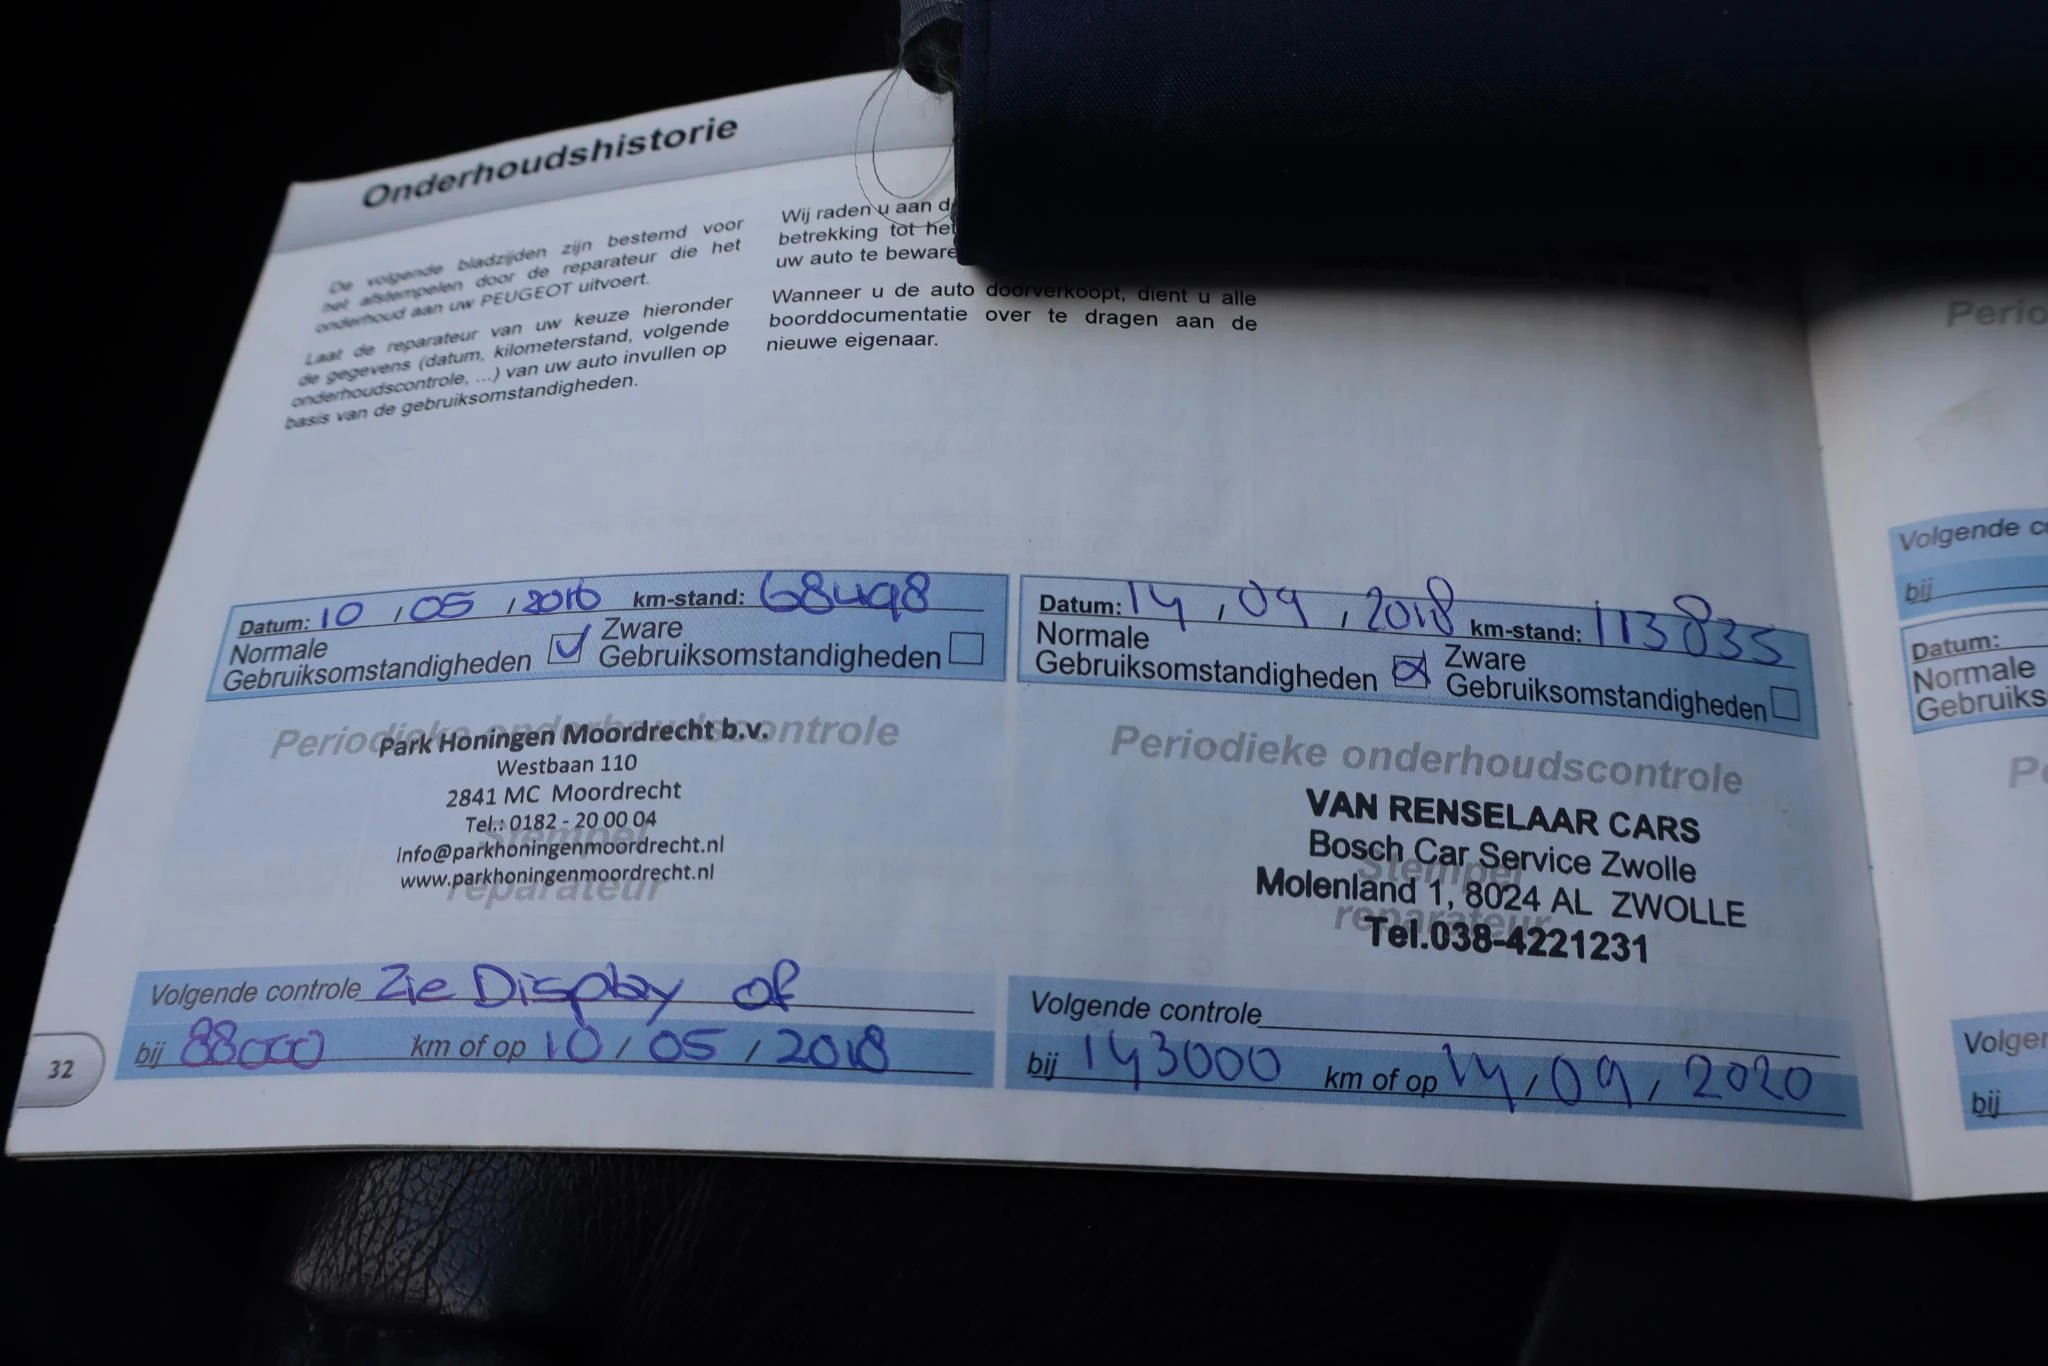 Onderhoudshistorie
De volgende bladzijden zijn bestemd voor
het afstempelen door de reparateur die het
onderhoud aan uw PEUGEOT uitvoert.
Laat de reparateur van uw keuze hieronder
de gegevens (datum, kilometerstand, volgende
onderhoudscontrole, ...) van uw auto invullen op
basis van de gebruiksomstandigheden.
Wij raden u aan d
betrekking tot het
uw auto te beware
Wanneer u de auto doorverkoopt, dient u alle
boorddocumentatie over te dragen aan de
nieuwe eigenaar.
Datum: 10 / 05 / 2016 km-stand: 68498
Normale
Gebruiksomstandigheden
Zware
Gebruiksomstandigheden
Periodieke onderhoudscontrole
Park Honingen Moordrecht b.v.
Westbaan 110
2841 MC Moordrecht
Tel.: 0182 - 20 00 04
Stempel
info@parkhoningenmoordrecht.nl
www.parkhoningenmoordrecht.nl
reparateur
Volgende controle Zie Display of
bij 88000 km of op 10 / 05 / 2018
32
Datum: 14 / 09 / 2018 km-stand: 113835
Normale
Gebruiksomstandigheden
Zware
Gebruiksomstandigheden
Periodieke onderhoudscontrole
VAN RENSELAAR CARS
Bosch Car Service Zwolle
Stempel
Molenland 1, 8024 AL ZWOLLE
reparateur
Tel.038-4221231
Volgende controle
bij 143000 km of op 14 / 09 / 2020
Perio
Volgende c
bij
Datum:
Normale
Gebruiks
P
Volge
bij